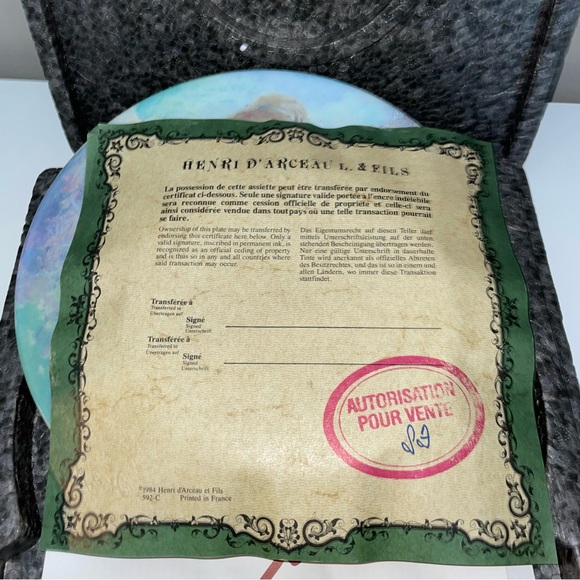 HENRI D'ARCEAU L. & FILS
La possession de cette assiette peut être transferée par endorsement du
certificat ci-dessous. Seule une signature valide portée a l'encre indélébile
sera reconnue comme cession officielle de propriété et celle-ci sera
ainsi considérée vendue dans tout pays où une telle transaction pourrait
se faire.
Ownership of this plate may be transferred by
endorsing this certificate here below. Only a
valid signature, inscribed in permanent ink, is
recognized as an official ceding of property
and is thus so in any and all countries where
said transaction may occur.
Das Eigentumsrecht auf diesen Teller darf
mittels Unterschriftsleistung auf der unten
stehenden Bescheinigung übertragen werden.
Nur eine gültige Unterschrift in dauerhafte
Tinte wird anerkannt als offizielles Abtreten
des Besitzrechtes, und das ist so in einem und
allen Ländern, wo immer diese Transaktion
stattfindet.
Transférée à
Transferred to
Übertragen auf
Signé
Signed
Unterschrift
Transférée à
Transferred to
Übertragen auf
Signé
Signed
Unterschrift
AUTORISATION
POUR VENTE
©1984 Henri d'Arceau et Fils
592-C Printed in France